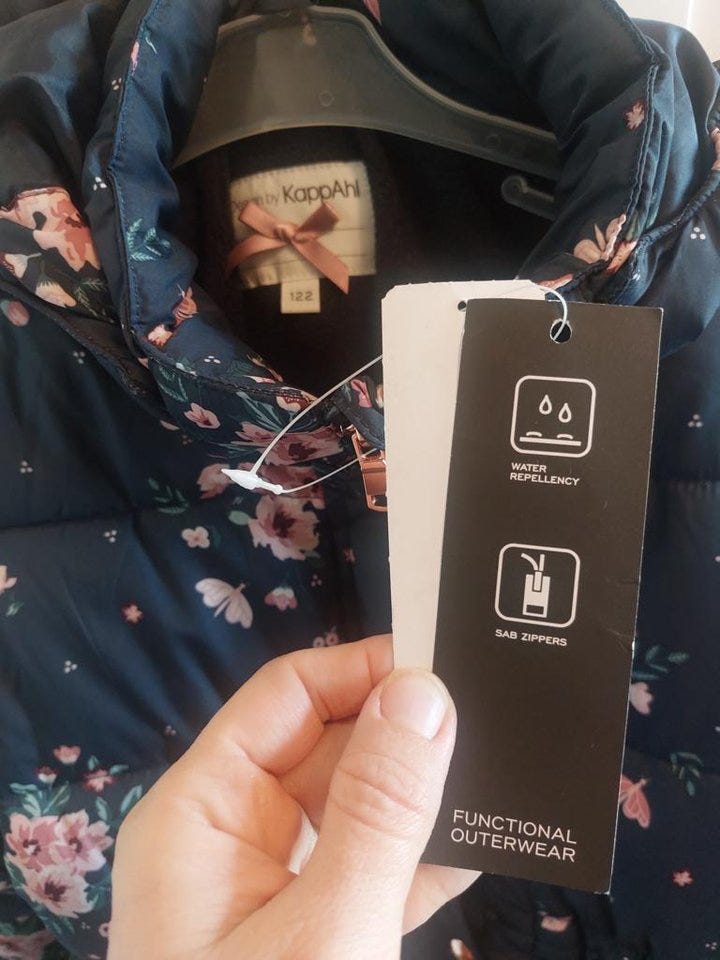 by KappAhl
122
WATER
REPELLENCY
SAB ZIPPERS
FUNCTIONAL
OUTERWEAR